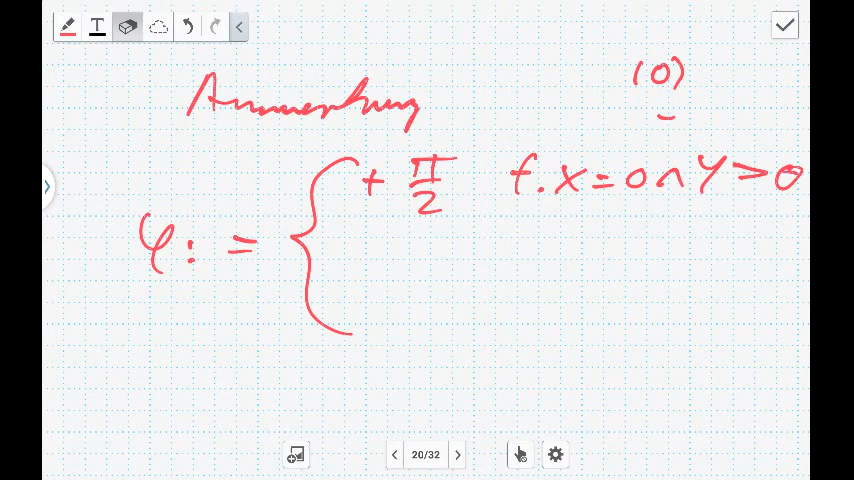 T
(0)
Anmerkung
φ: = { + π/2 f. x = 0 ∧ y > 0
20/32